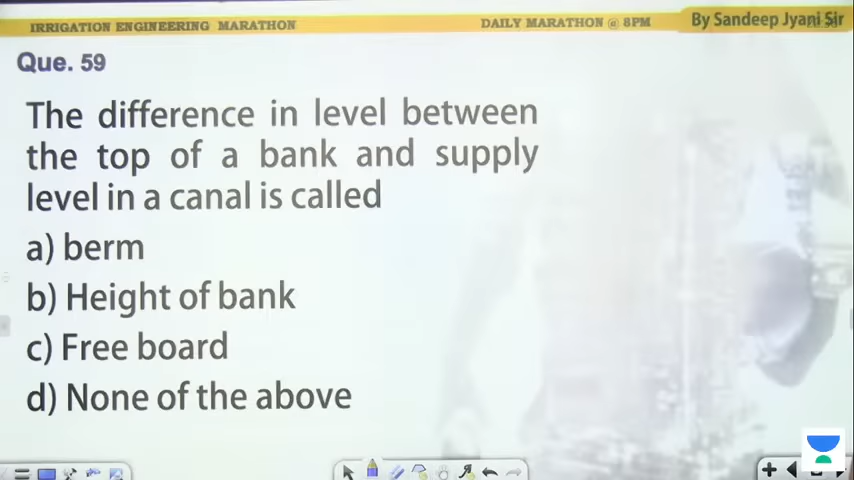 IRRIGATION ENGINEERING MARATHON DAILY MARATHON @ 8PM By Sandeep Jyani Sir
Que. 59
The difference in level between
the top of a bank and supply
level in a canal is called
a) berm
b) Height of bank
c) Free board
d) None of the above